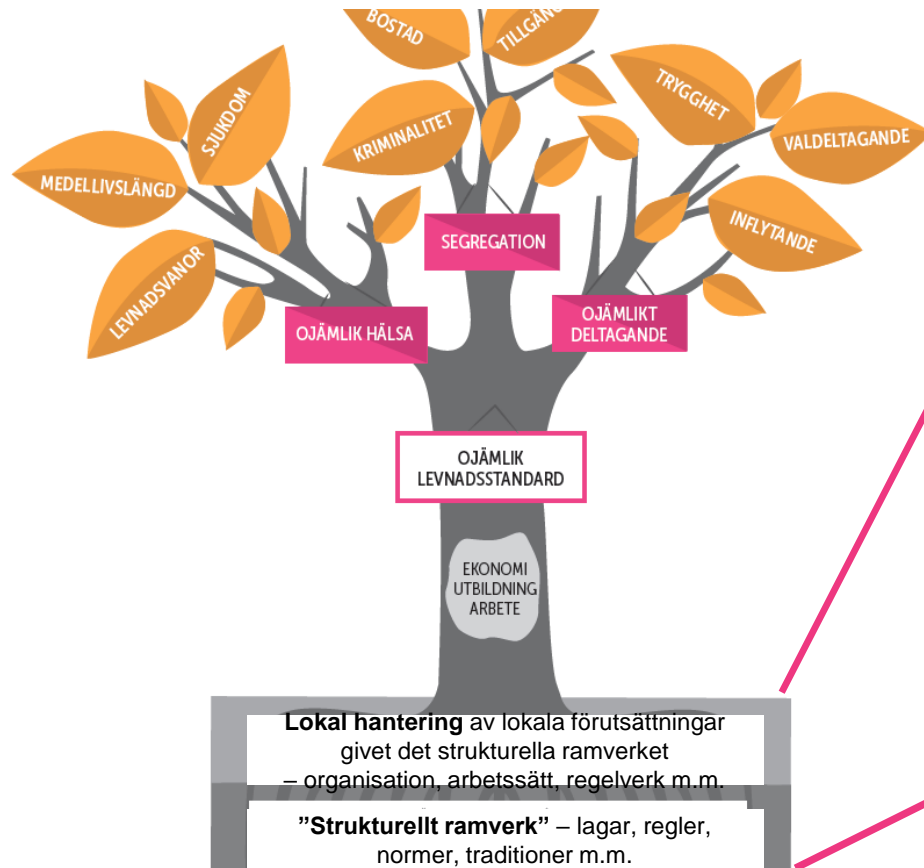 BOSTAD
SJUKDOM
KRIMINALITET
TRYGGHET
VALDELTAGANDE
MEDELLIVSLÄNGD
LEVNADSVANOR
INFLYTANDE
SEGREGATION
OJÄMLIK HÄLSA
OJÄMLIKT
DELTAGANDE
OJÄMLIK
LEVNADSSTANDARD
EKONOMI
UTBILDNING
ARBETE
Lokal hantering av lokala förutsättningar
givet det strukturella ramverket
– organisation, arbetssätt, regelverk m.m.
”Strukturellt ramverk” – lagar, regler,
normer, traditioner m.m.